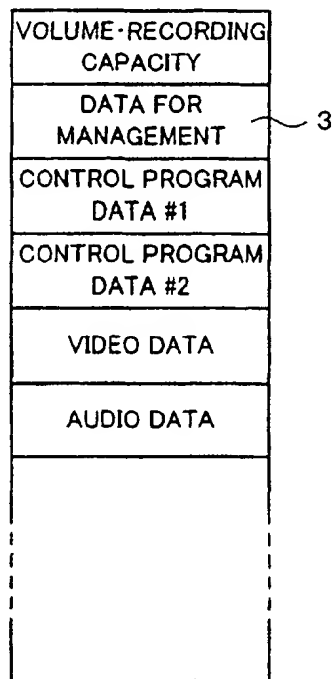 VOLUME·RECORDING
CAPACITY
DATA FOR
MANAGEMENT
3
CONTROL PROGRAM
DATA #1
CONTROL PROGRAM
DATA #2
VIDEO DATA
AUDIO DATA